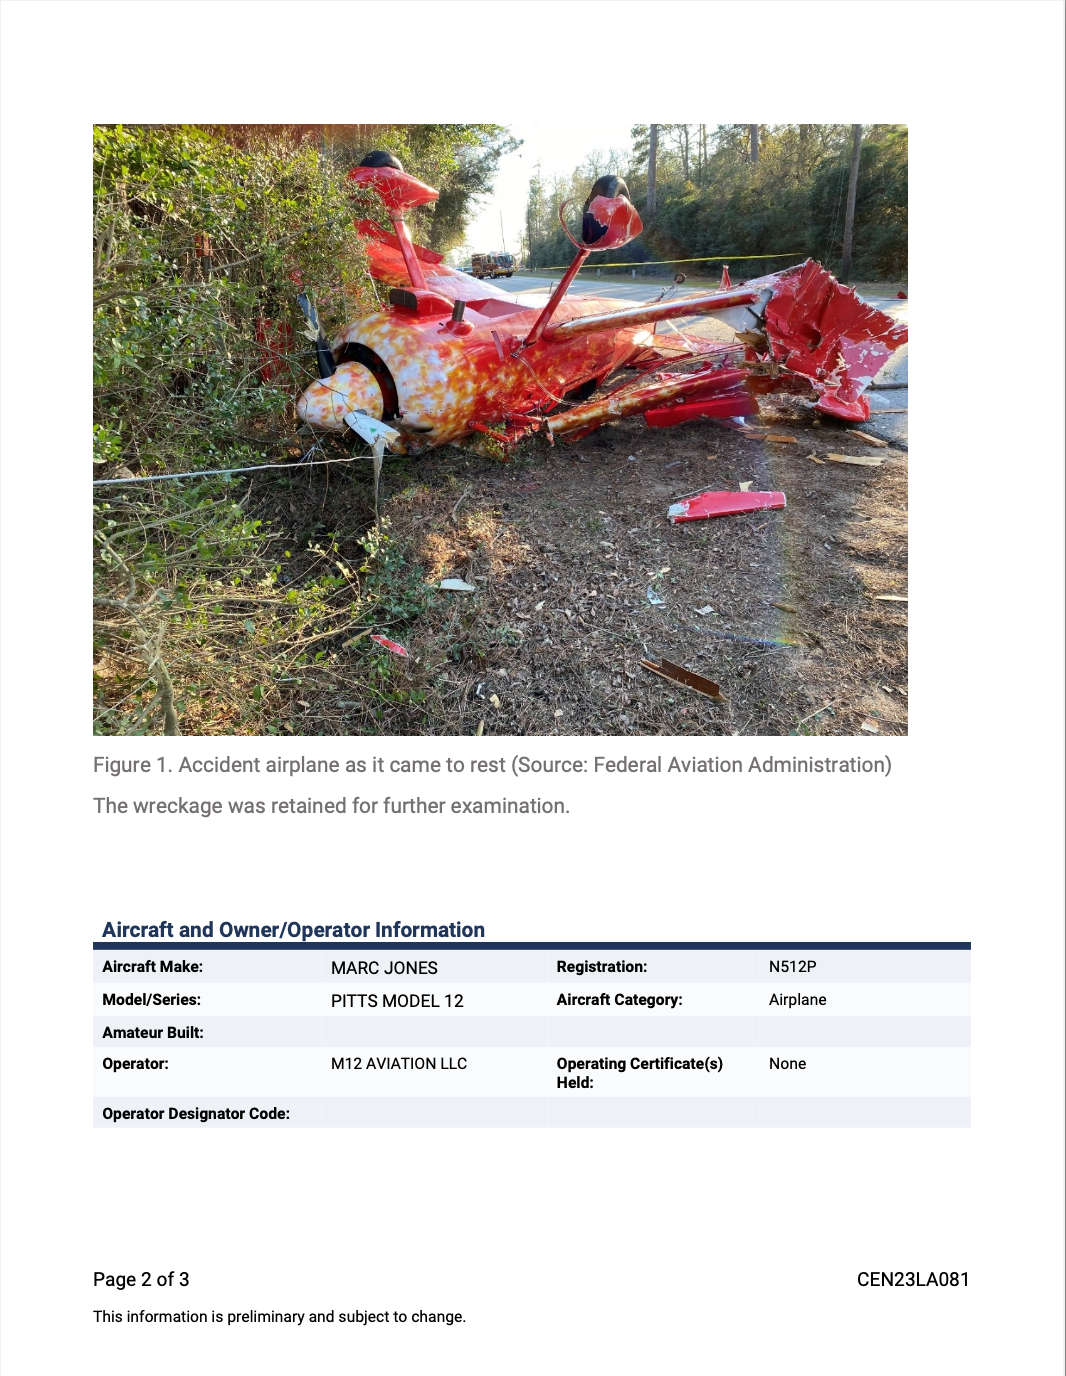 Figure 1. Accident airplane as it came to rest (Source: Federal Aviation Administration)
The wreckage was retained for further examination.
Aircraft and Owner/Operator Information
Aircraft Make: MARC JONES Registration: N512P
Model/Series: PITTS MODEL 12 Aircraft Category: Airplane
Amateur Built:
Operator: M12 AVIATION LLC Operating Certificate(s) Held: None
Operator Designator Code:
Page 2 of 3 CEN23LA081
This information is preliminary and subject to change.